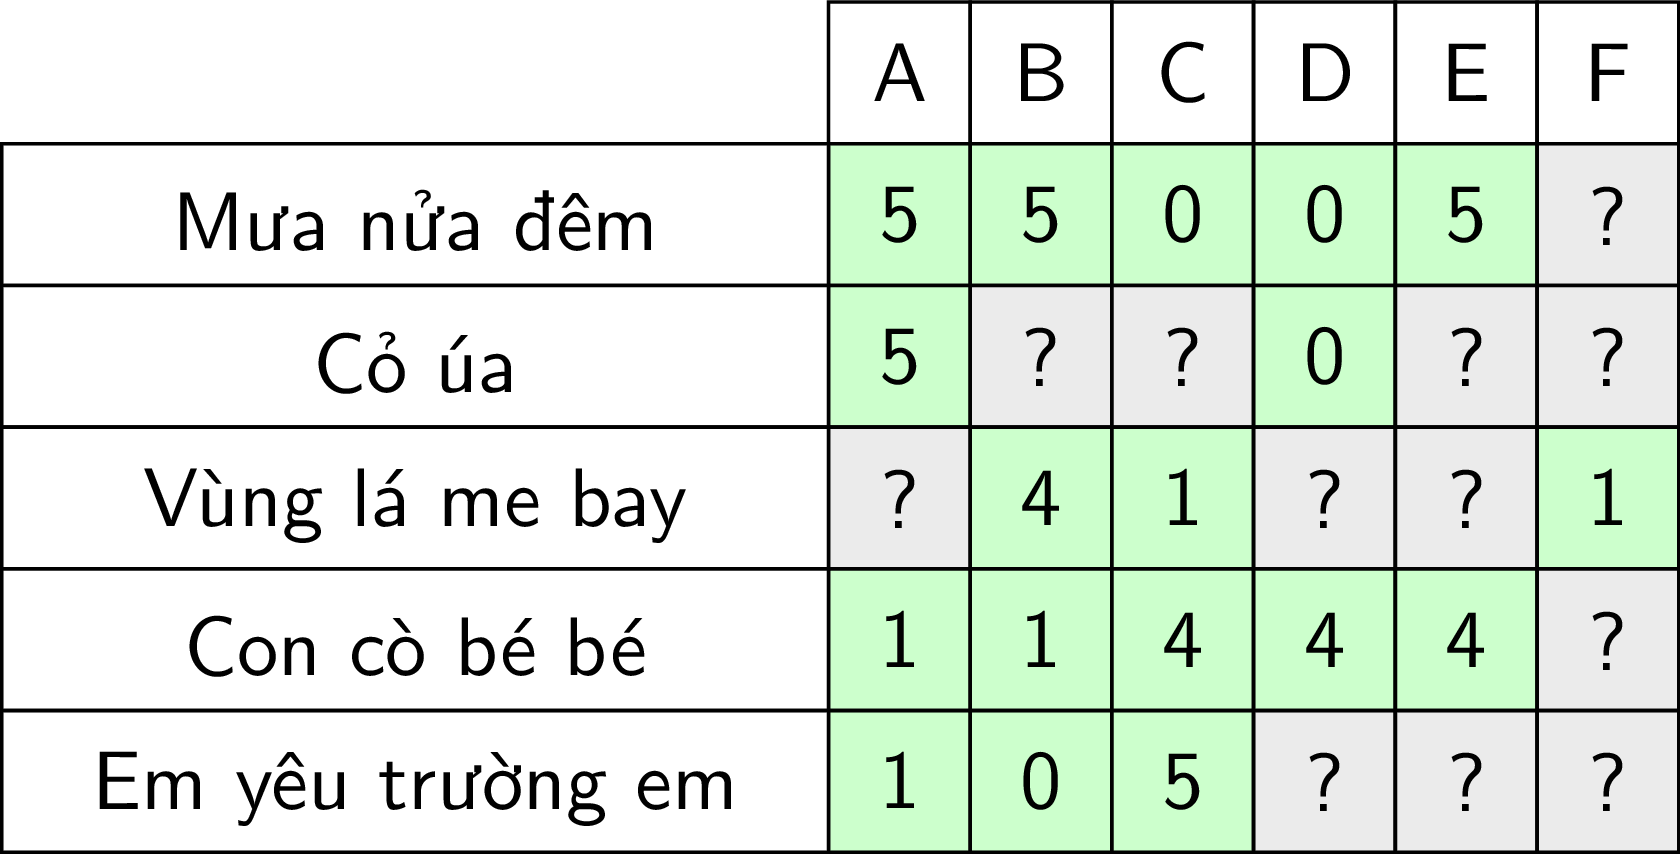 A B C D E F
Mưa nửa đêm 5 5 0 0 5 ?
Cỏ úa 5 ? ? 0 ? ?
Vùng lá me bay ? 4 1 ? ? 1
Con cò bé bé 1 1 4 4 4 ?
Em yêu trường em 1 0 5 ? ? ?